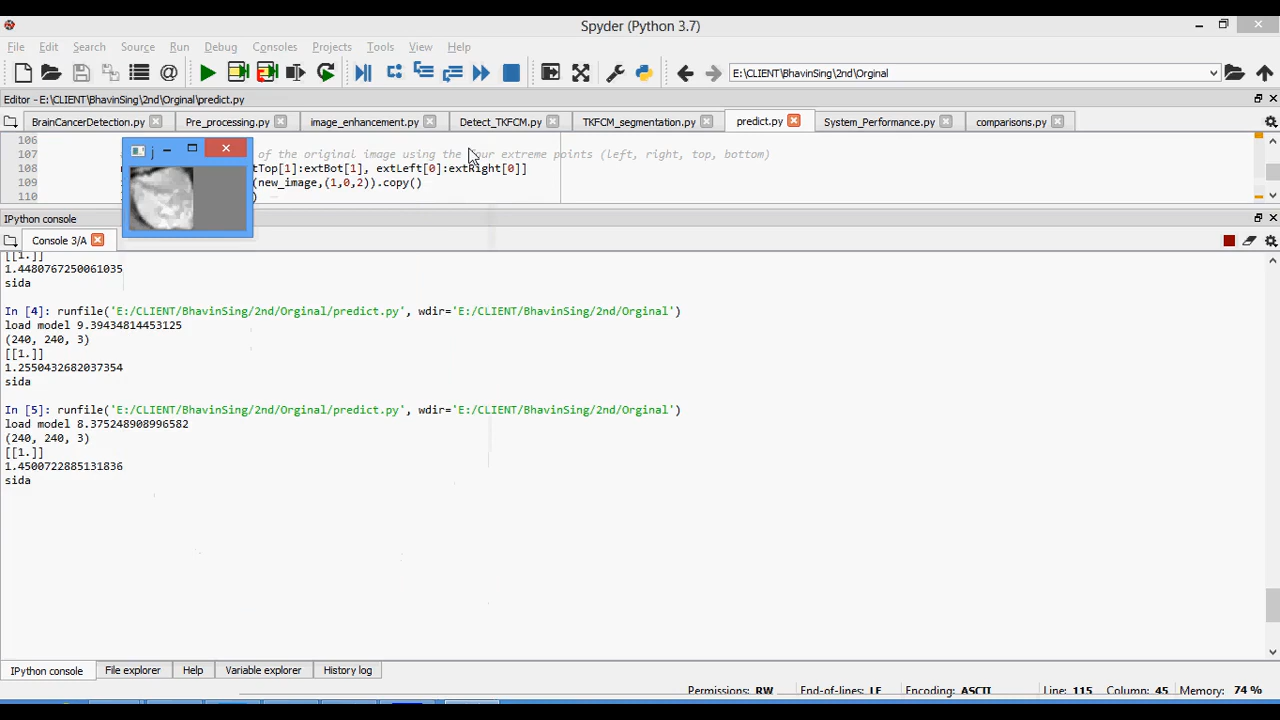 Spyder (Python 3.7)
File Edit Search Source Run Debug Consoles Projects Tools View Help
E:\CLIENT\BhavinSing\2nd\Orginal
Editor - E:\CLIENT\BhavinSing\2nd\Orginal\predict.py
BrainCancerDetection.py Pre_processing.py image_enhancement.py Detect_TKFCM.py TKFCM_segmentation.py predict.py System_Performance.py comparisons.py
106
107 of the original image using the four extreme points (left, right, top, bottom)
108 tTop[1]:extBot[1], extLeft[0]:extRight[0]]
109 (new_image,(1,0,2)).copy()
110 )
j
IPython console
Console 3/A
[[1.]]
1.4480767250061035
sida
In [4]: runfile('E:/CLIENT/BhavinSing/2nd/Orginal/predict.py', wdir='E:/CLIENT/BhavinSing/2nd/Orginal')
load model 9.39434814453125
(240, 240, 3)
[[1.]]
1.2550432682037354
sida
In [5]: runfile('E:/CLIENT/BhavinSing/2nd/Orginal/predict.py', wdir='E:/CLIENT/BhavinSing/2nd/Orginal')
load model 8.375248908996582
(240, 240, 3)
[[1.]]
1.4500722885131836
sida
IPython console File explorer Help Variable explorer History log
Permissions: RW End-of-lines: LF Encoding: ASCII Line: 115 Column: 45 Memory: 74 %